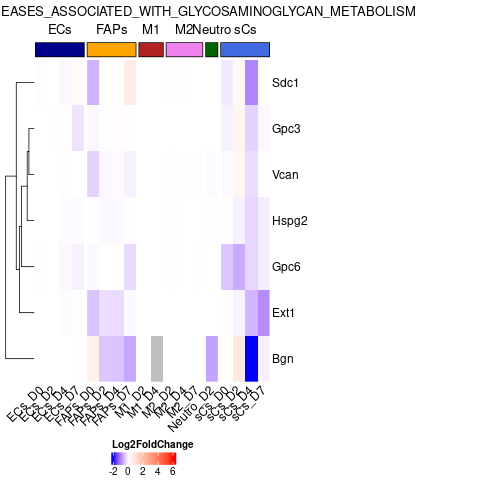 EASES_ASSOCIATED_WITH_GLYCOSAMINOGLYCAN_METABOLISM
ECs FAPs M1 M2 Neutro sCs
Sdc1
Gpc3
Vcan
Hspg2
Gpc6
Ext1
Bgn
ECs_D0
ECs_D2
ECs_D4
ECs_D7
FAPs_D0
FAPs_D2
FAPs_D4
FAPs_D7
M1_D2
M1_D4
M2_D2
M2_D4
M2_D7
Neutro_D2
sCs_D0
sCs_D2
sCs_D4
sCs_D7
Log2FoldChange
-2 0 2 4 6